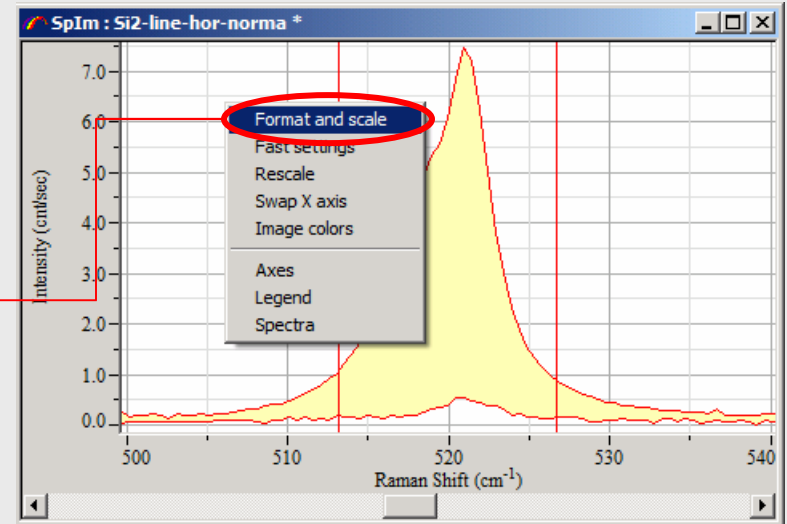 SpIm : Si2-line-hor-norma *
7.0
6.0
5.0
4.0
3.0
2.0
1.0
0.0
Intensity (cnt/sec)
Format and scale
Fast settings
Rescale
Swap X axis
Image colors
Axes
Legend
Spectra
500 510 520 530 540
Raman Shift (cm⁻¹)